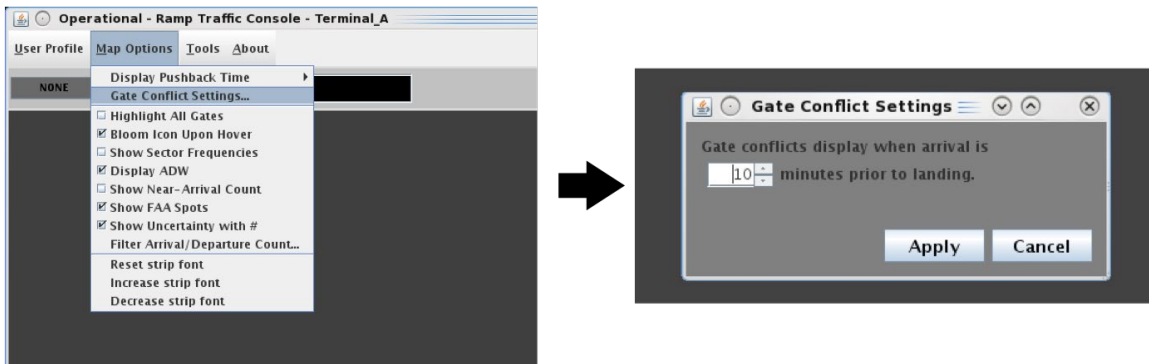 Operational - Ramp Traffic Console - Terminal_A
User Profile Map Options Tools About
NONE
Display Pushback Time
Gate Conflict Settings...
Highlight All Gates
Bloom Icon Upon Hover
Show Sector Frequencies
Display ADW
Show Near-Arrival Count
Show FAA Spots
Show Uncertainty with #
Filter Arrival/Departure Count...
Reset strip font
Increase strip font
Decrease strip font
Gate Conflict Settings
Gate conflicts display when arrival is
10 minutes prior to landing.
Apply Cancel